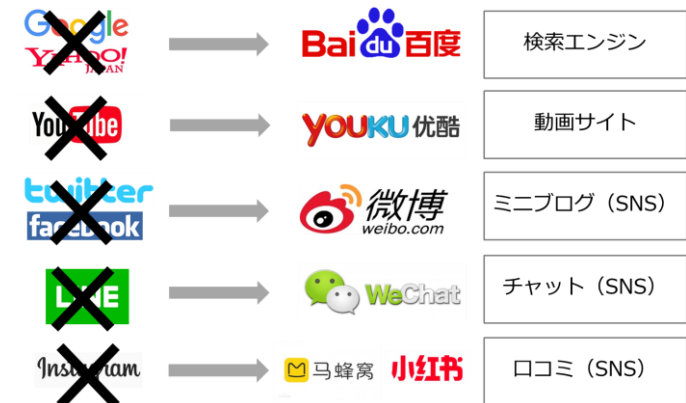 Google
YAHOO!
JAPAN
Baidu百度
検索エンジン
YouTube
YOUKU优酷
動画サイト
twitter
facebook
微博
weibo.com
ミニブログ（SNS）
LINE
WeChat
チャット（SNS）
Instagram
马蜂窝
小红书
口コミ（SNS）